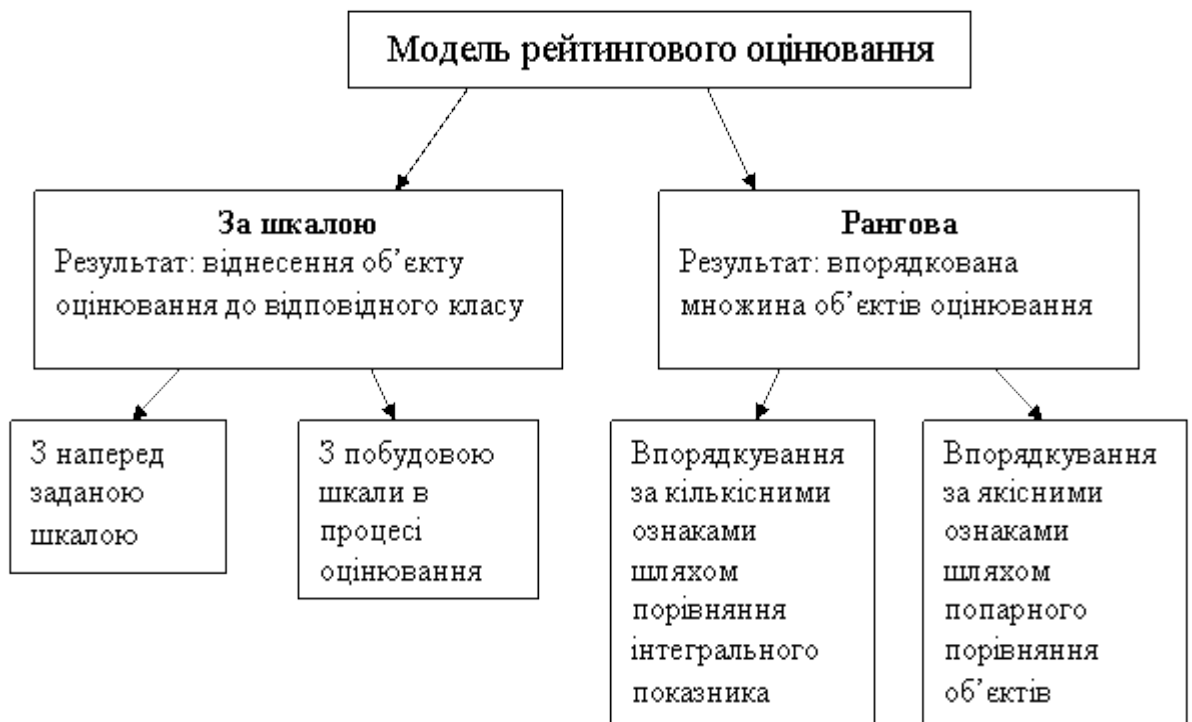 Модель рейтингового оцінювання
За шкалою
Результат: віднесення об’єкту
оцінювання до відповідного класу
Рангова
Результат: впорядкована
множина об’єктів оцінювання
З наперед
заданою
шкалою
З побудовою
шкали в
процесі
оцінювання
Впорядкування
за кількісними
ознаками
шляхом
порівняння
інтегрального
показника
Впорядкування
за якісними
ознаками
шляхом
попарного
порівняння
об’єктів